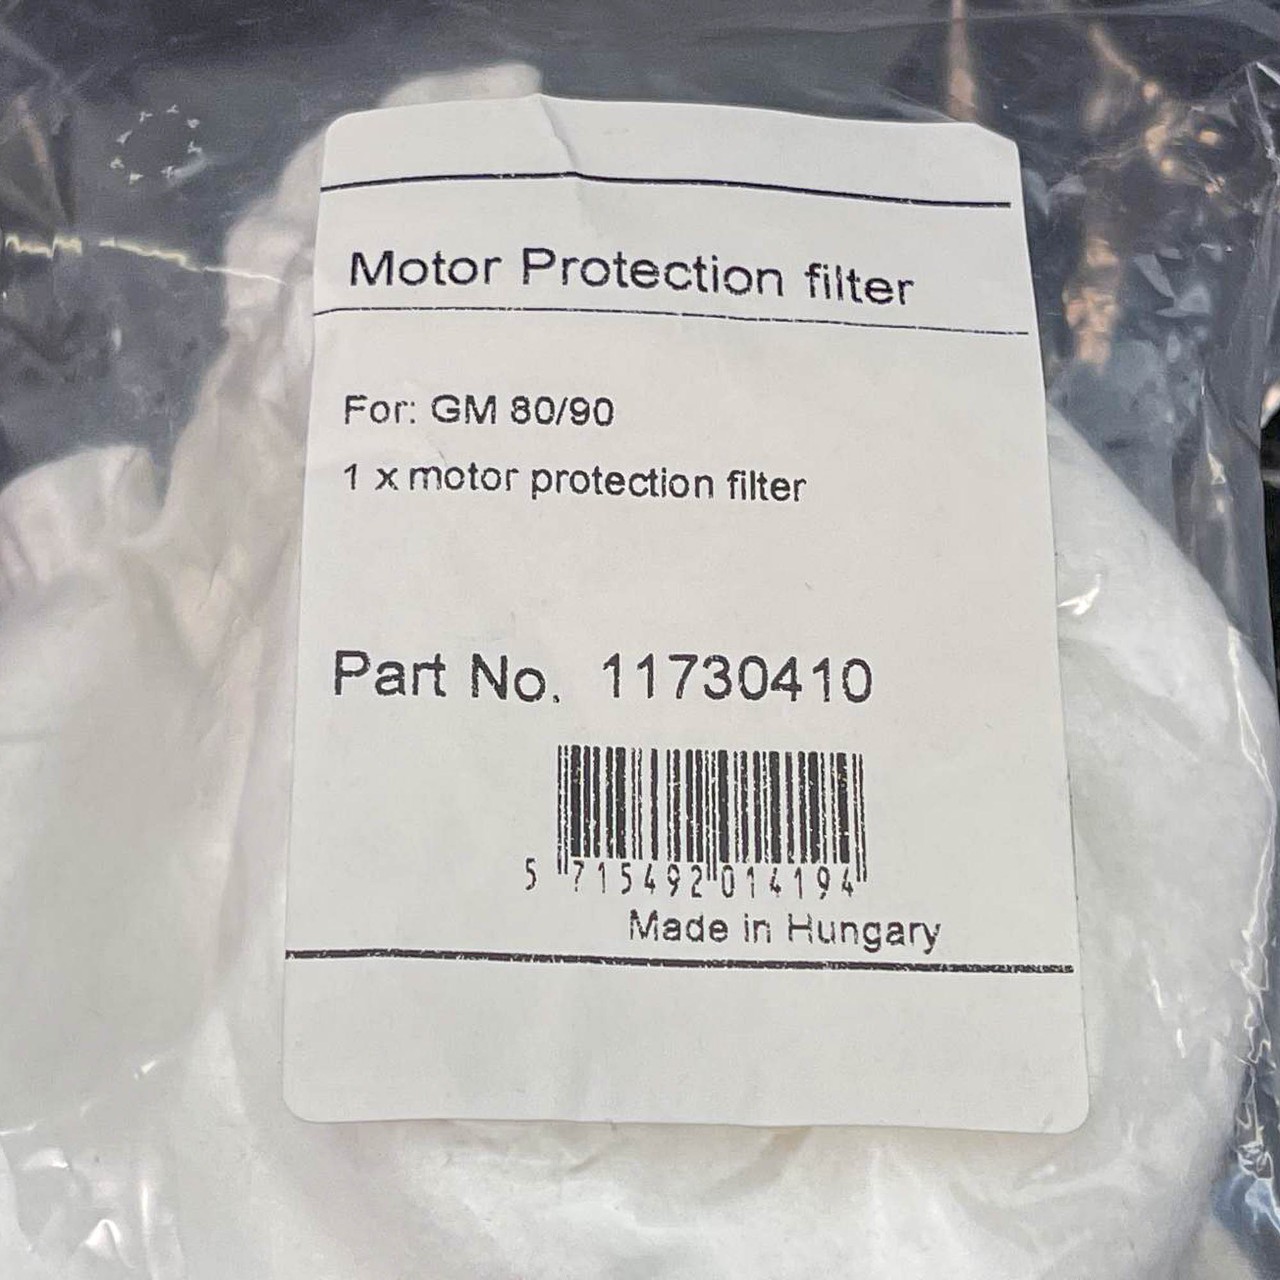 Motor Protection filter
For: GM 80/90
1 x motor protection filter
Part No. 11730410
5 715492 014194
Made in Hungary